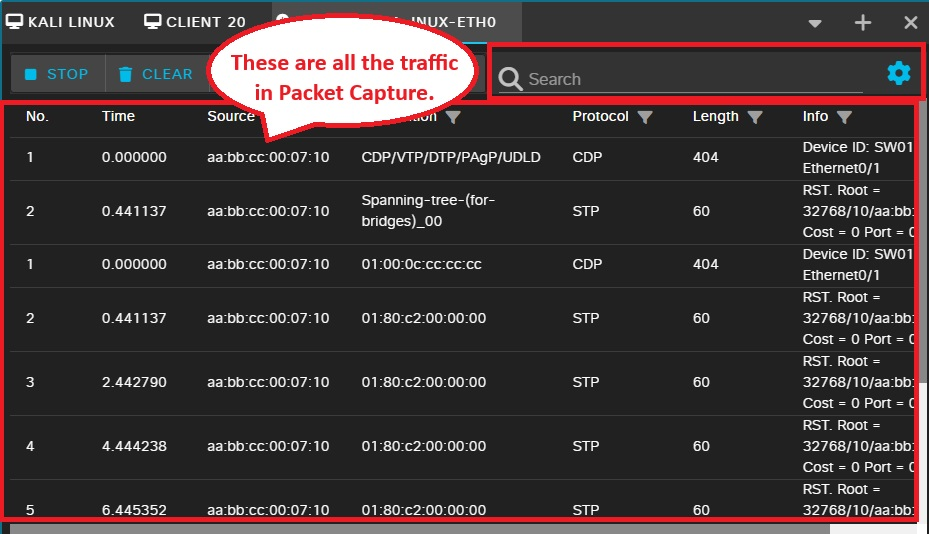 KALI LINUX CLIENT 20 INUX-ETH0
These are all the traffic
in Packet Capture.
STOP CLEAR Search
No. Time Source Protocol Length Info
1 0.000000 aa:bb:cc:00:07:10 CDP/VTP/DTP/PAgP/UDLD CDP 404 Device ID: SW01
Ethernet0/1
2 0.441137 aa:bb:cc:00:07:10 Spanning-tree-(for-
bridges)_00 STP 60 RST. Root =
32768/10/aa:bb:
Cost = 0 Port = 0
1 0.000000 aa:bb:cc:00:07:10 01:00:0c:cc:cc:cc CDP 404 Device ID: SW01
Ethernet0/1
2 0.441137 aa:bb:cc:00:07:10 01:80:c2:00:00:00 STP 60 RST. Root =
32768/10/aa:bb:
Cost = 0 Port = 0
3 2.442790 aa:bb:cc:00:07:10 01:80:c2:00:00:00 STP 60 RST. Root =
32768/10/aa:bb:
Cost = 0 Port = 0
4 4.444238 aa:bb:cc:00:07:10 01:80:c2:00:00:00 STP 60 RST. Root =
32768/10/aa:bb:
Cost = 0 Port = 0
5 6.445352 aa:bb:cc:00:07:10 01:80:c2:00:00:00 STP 60 RST. Root =
32768/10/aa:bb: